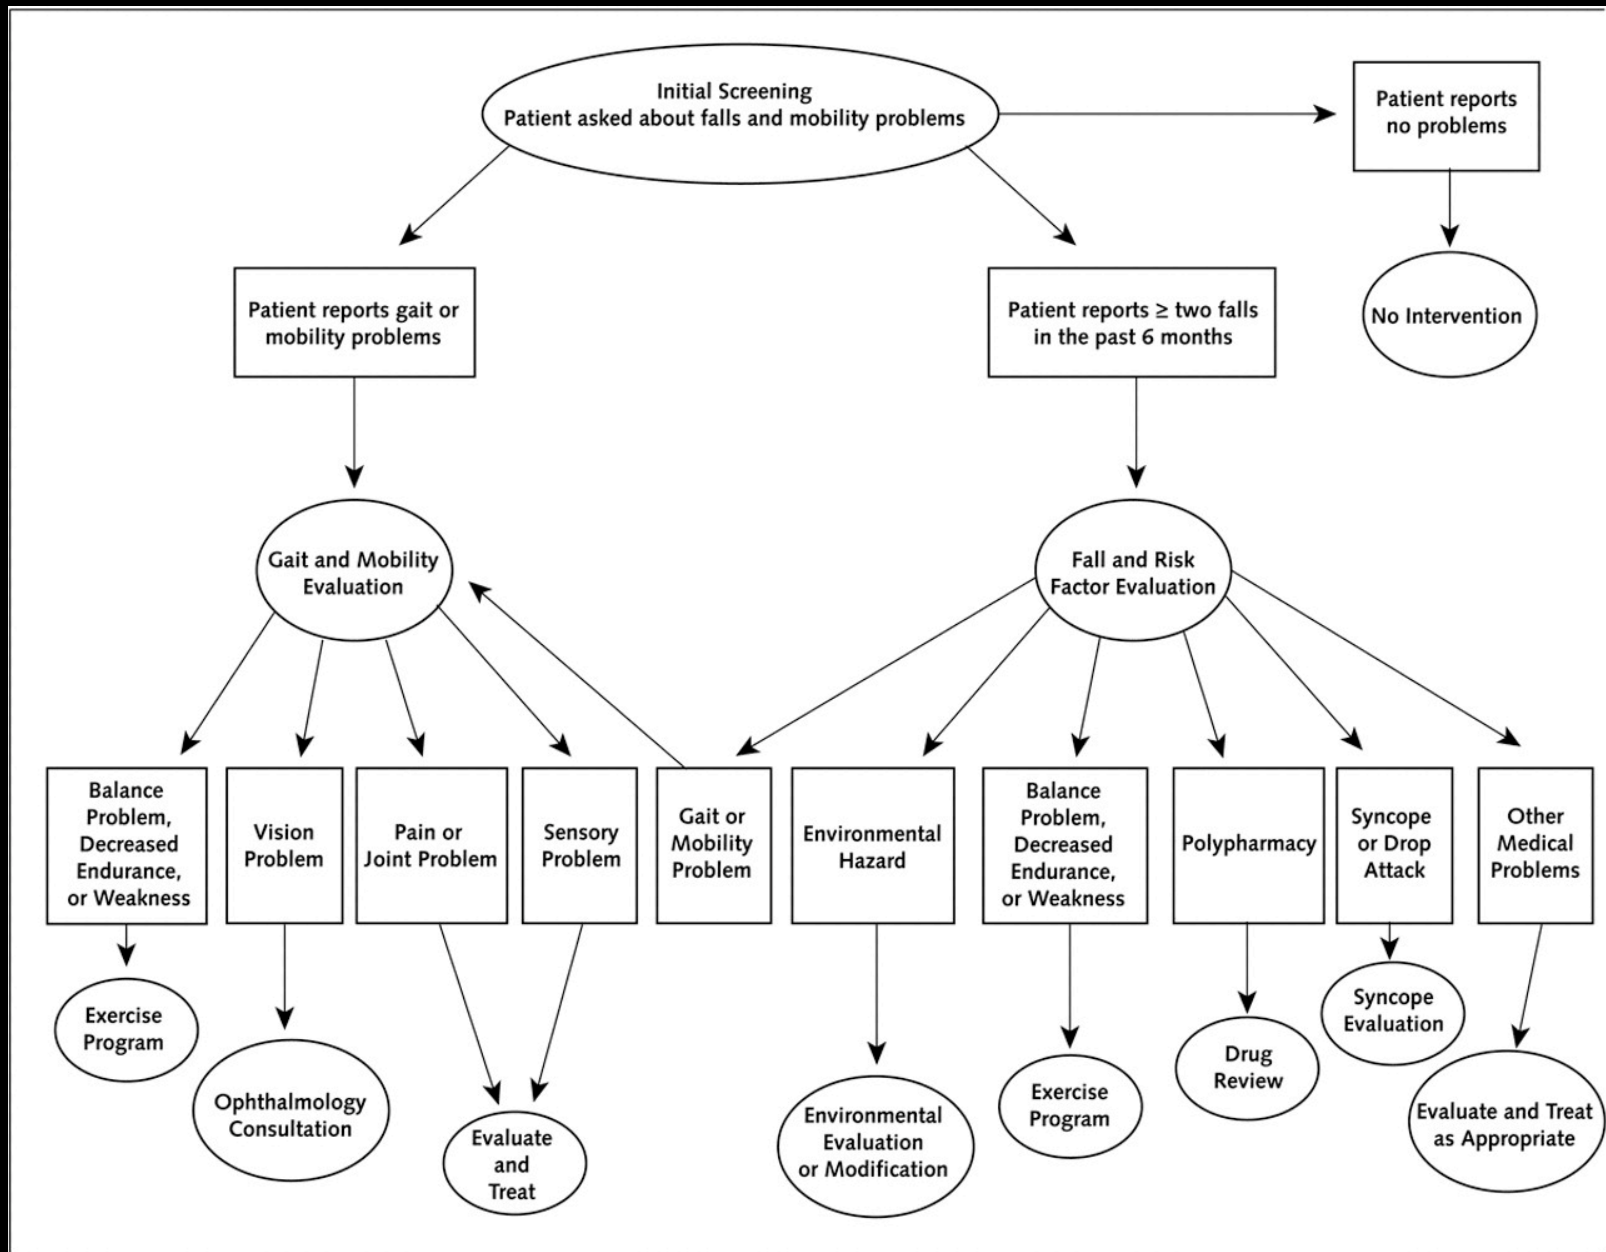 Initial Screening
Patient asked about falls and mobility problems
Patient reports
no problems
No Intervention
Patient reports gait or
mobility problems
Patient reports ≥ two falls
in the past 6 months
Gait and Mobility
Evaluation
Fall and Risk
Factor Evaluation
Balance
Problem,
Decreased
Endurance,
or Weakness
Vision
Problem
Pain or
Joint Problem
Sensory
Problem
Gait or
Mobility
Problem
Environmental
Hazard
Balance
Problem,
Decreased
Endurance,
or Weakness
Polypharmacy
Syncope
or Drop
Attack
Other
Medical
Problems
Exercise
Program
Ophthalmology
Consultation
Evaluate
and
Treat
Environmental
Evaluation
or Modification
Exercise
Program
Drug
Review
Syncope
Evaluation
Evaluate and Treat
as Appropriate